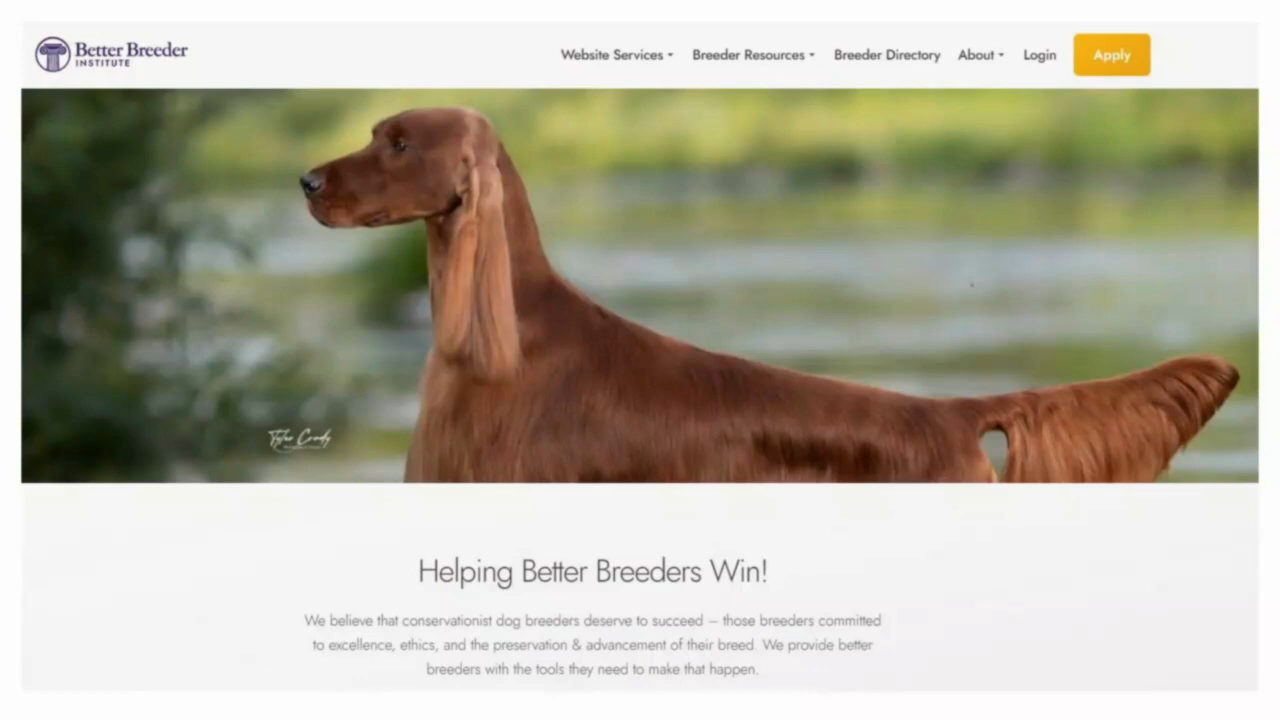 Better Breeder
INSTITUTE
Website Services
Breeder Resources
Breeder Directory
About
Login
Apply
Tyler Crady
Helping Better Breeders Win!
We believe that conservationist dog breeders deserve to succeed – those breeders committed
to excellence, ethics, and the preservation & advancement of their breed. We provide better
breeders with the tools they need to make that happen.